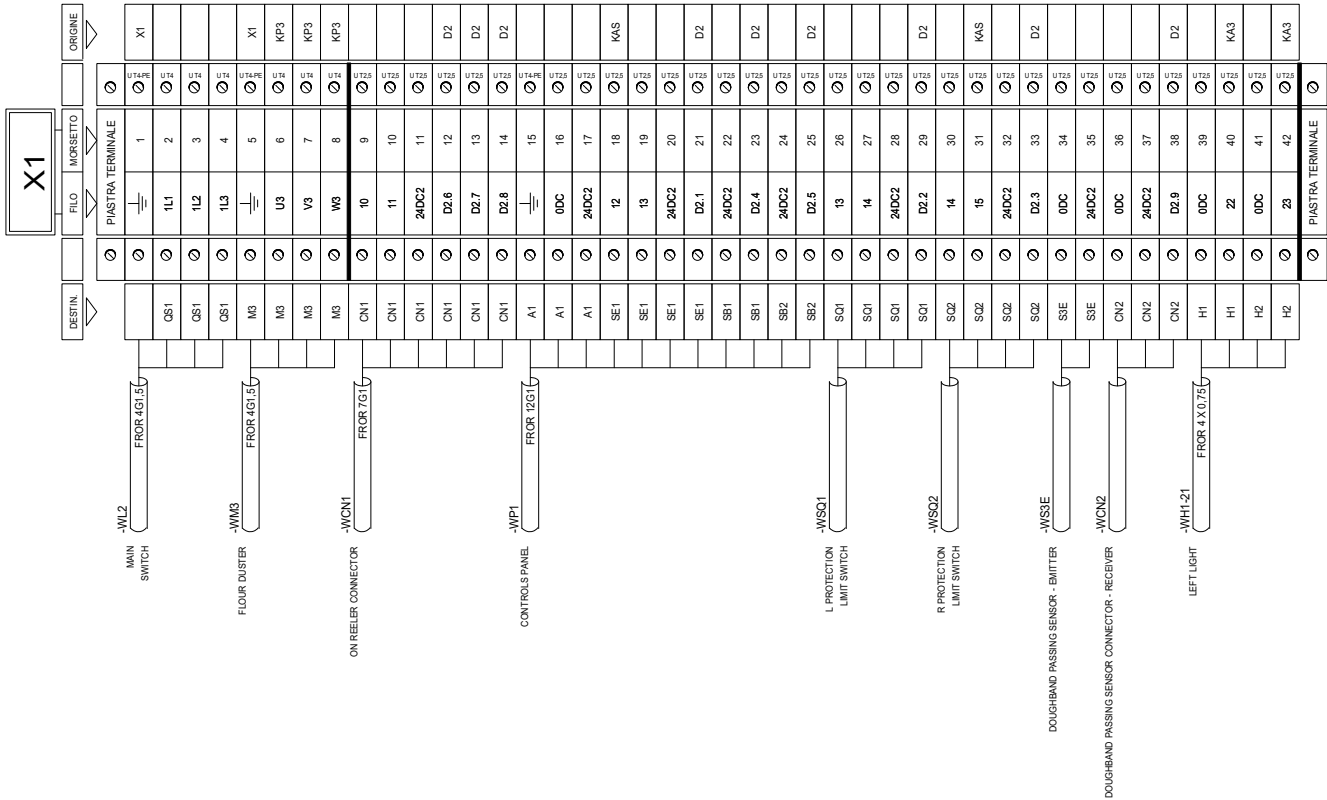 X1
ORIGINE
MORSETTO
FILO
DESTIN.
PIASTRA TERMINALE
X1 UT4-PE 1
UT4 2 1L1 QS1
UT4 3 1L2 QS1
UT4 4 1L3 QS1
X1 UT4-PE 5 M3
KP3 UT4 6 U3 M3
KP3 UT4 7 V3 M3
KP3 UT4 8 W3 M3
UT2,5 9 10 CN1
UT2,5 10 11 CN1
UT2,5 11 24DC2 CN1
D2 UT2,5 12 D2.6 CN1
D2 UT2,5 13 D2.7 CN1
D2 UT2,5 14 D2.8 CN1
UT4-PE 15 A1
UT2,5 16 0DC A1
UT2,5 17 24DC2 A1
KAS UT2,5 18 12 SE1
UT2,5 19 13 SE1
UT2,5 20 24DC2 SE1
D2 UT2,5 21 D2.1 SE1
UT2,5 22 24DC2 SB1
D2 UT2,5 23 D2.4 SB1
UT2,5 24 24DC2 SB2
D2 UT2,5 25 D2.5 SB2
UT2,5 26 13 SQ1
UT2,5 27 14 SQ1
UT2,5 28 24DC2 SQ1
D2 UT2,5 29 D2.2 SQ1
UT2,5 30 14 SQ2
KAS UT2,5 31 15 SQ2
UT2,5 32 24DC2 SQ2
D2 UT2,5 33 D2.3 SQ2
UT2,5 34 0DC S3E
UT2,5 35 24DC2 S3E
UT2,5 36 0DC CN2
UT2,5 37 24DC2 CN2
D2 UT2,5 38 D2.9 CN2
UT2,5 39 0DC H1
KA3 UT2,5 40 22 H1
UT2,5 41 0DC H2
KA3 UT2,5 42 23 H2
PIASTRA TERMINALE
FROR 4G1,5
-WL2
MAIN
SWITCH
FROR 4G1,5
-WM3
FLOUR DUSTER
FROR 7G1
-WCN1
ON REELER CONNECTOR
FROR 12G1
-WP1
CONTROLS PANEL
-WSQ1
L PROTECTION
LIMIT SWITCH
-WSQ2
R PROTECTION
LIMIT SWITCH
-WS3E
DOUGHBAND PASSING SENSOR - EMITTER
-WCN2
DOUGHBAND PASSING SENSOR CONNECTOR - RECEIVER
FROR 4 X 0,75
-WH1-21
LEFT LIGHT